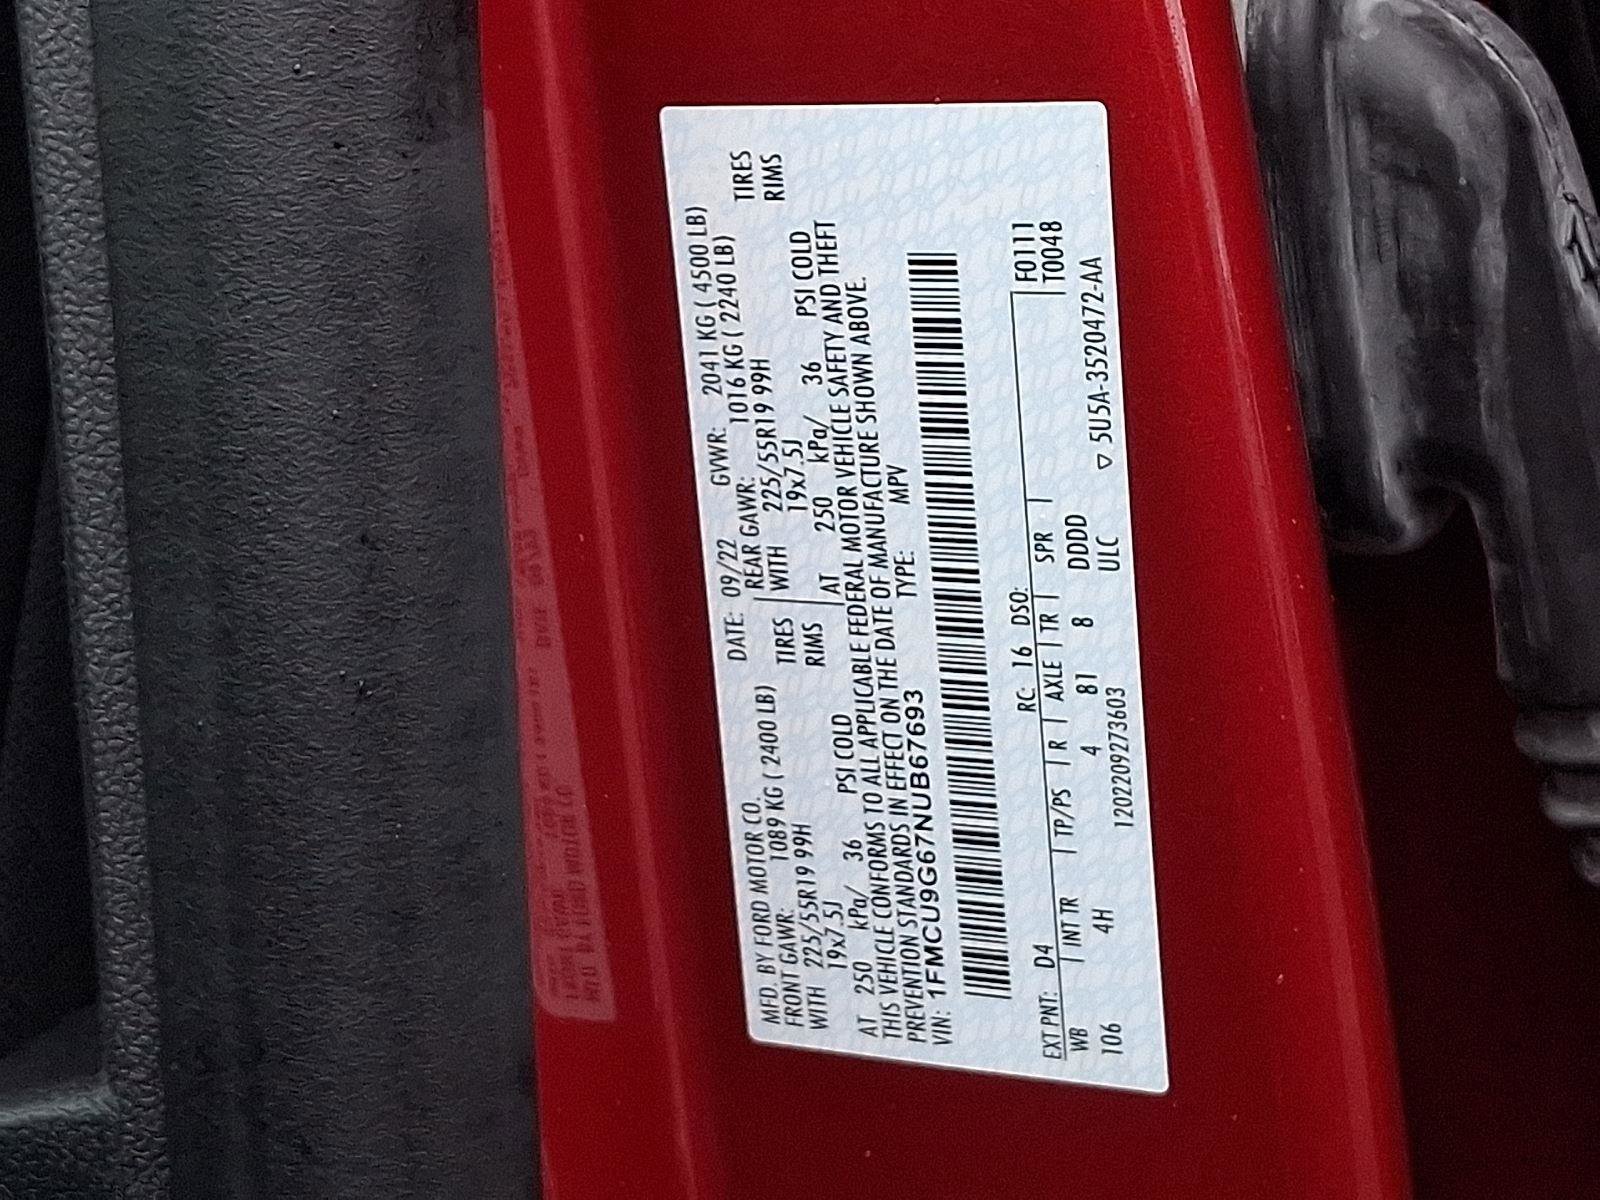 MFD. BY FORD MOTOR CO. DATE: 09/22 GVWR: 2041 KG ( 4500 LB)
FRONT GAWR: 1089 KG ( 2400 LB) REAR GAWR: 1016 KG ( 2240 LB)
WITH 225/55R19 99H TIRES WITH 225/55R19 99H TIRES
19x7.5J RIMS 19x7.5J RIMS
AT 250 kPa/ 36 PSI COLD AT 250 kPa/ 36 PSI COLD
THIS VEHICLE CONFORMS TO ALL APPLICABLE FEDERAL MOTOR VEHICLE SAFETY AND THEFT
PREVENTION STANDARDS IN EFFECT ON THE DATE OF MANUFACTURE SHOWN ABOVE.
VIN: 1FMCU9G67NUB67693 TYPE: MPV
F0111
T0048
EXT PNT: D4 RC: 16 DSO:
WB INT TR TP/PS R AXLE TR SPR
106 4H 4 81 8 DDDD
1202209273603 ULC ▽ 5U5A-3520472-AA